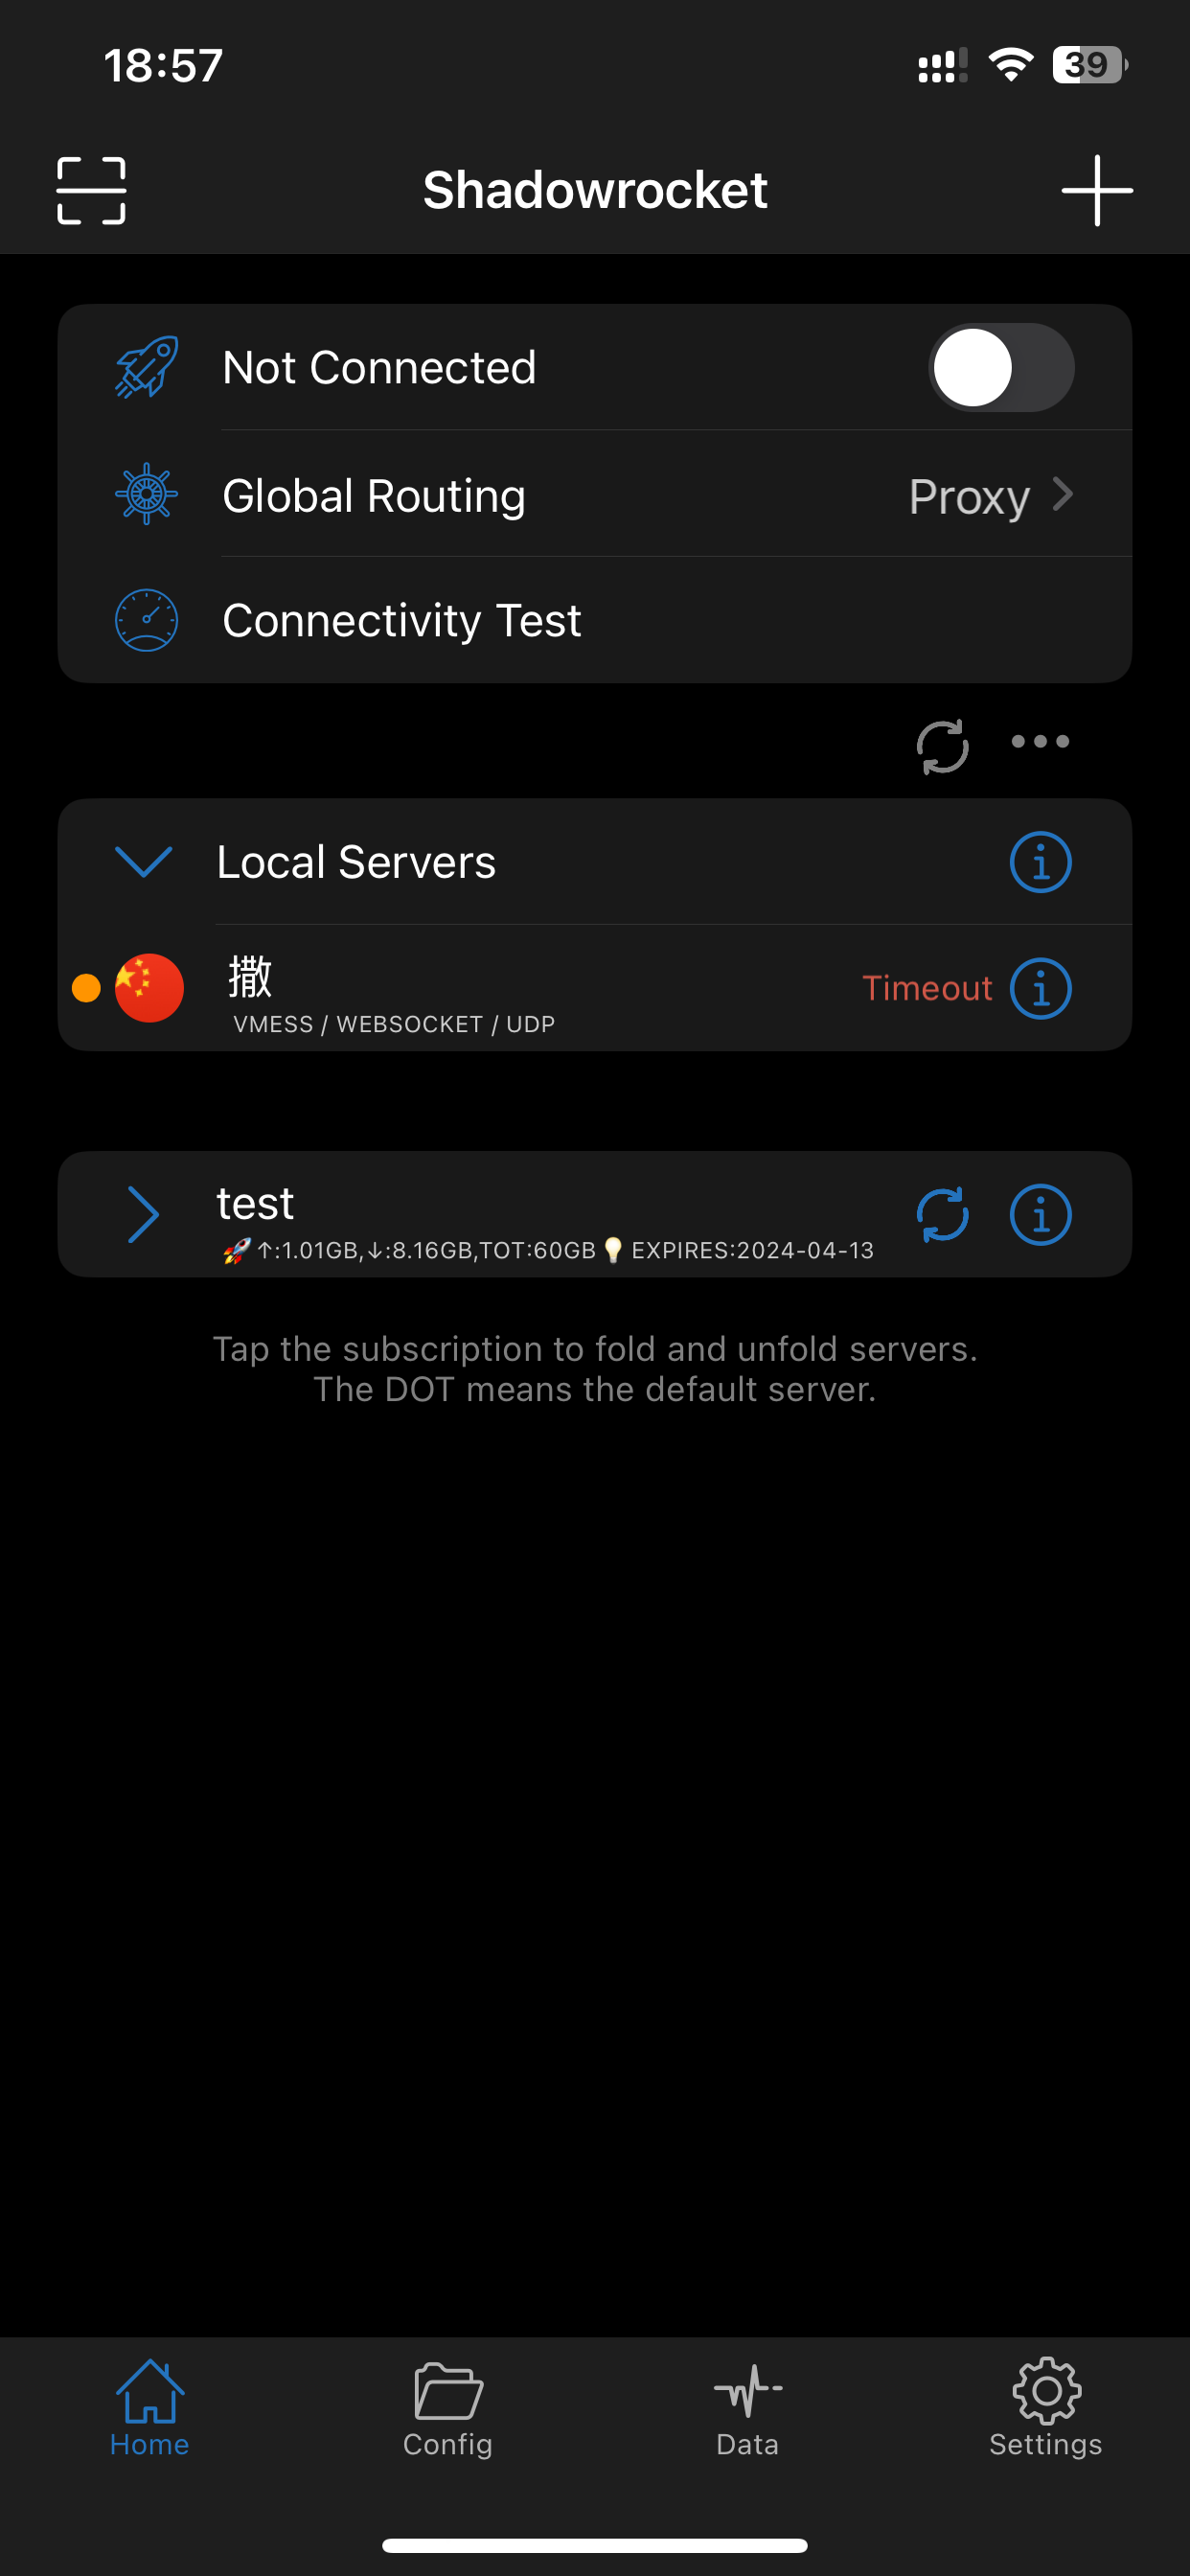 18:57
39
Shadowrocket
Not Connected
Global Routing
Proxy
Connectivity Test
Local Servers
撒
VMESS / WEBSOCKET / UDP
Timeout
test
🚀↑:1.01GB,↓:8.16GB,TOT:60GB💡EXPIRES:2024-04-13
Tap the subscription to fold and unfold servers.
The DOT means the default server.
Home
Config
Data
Settings